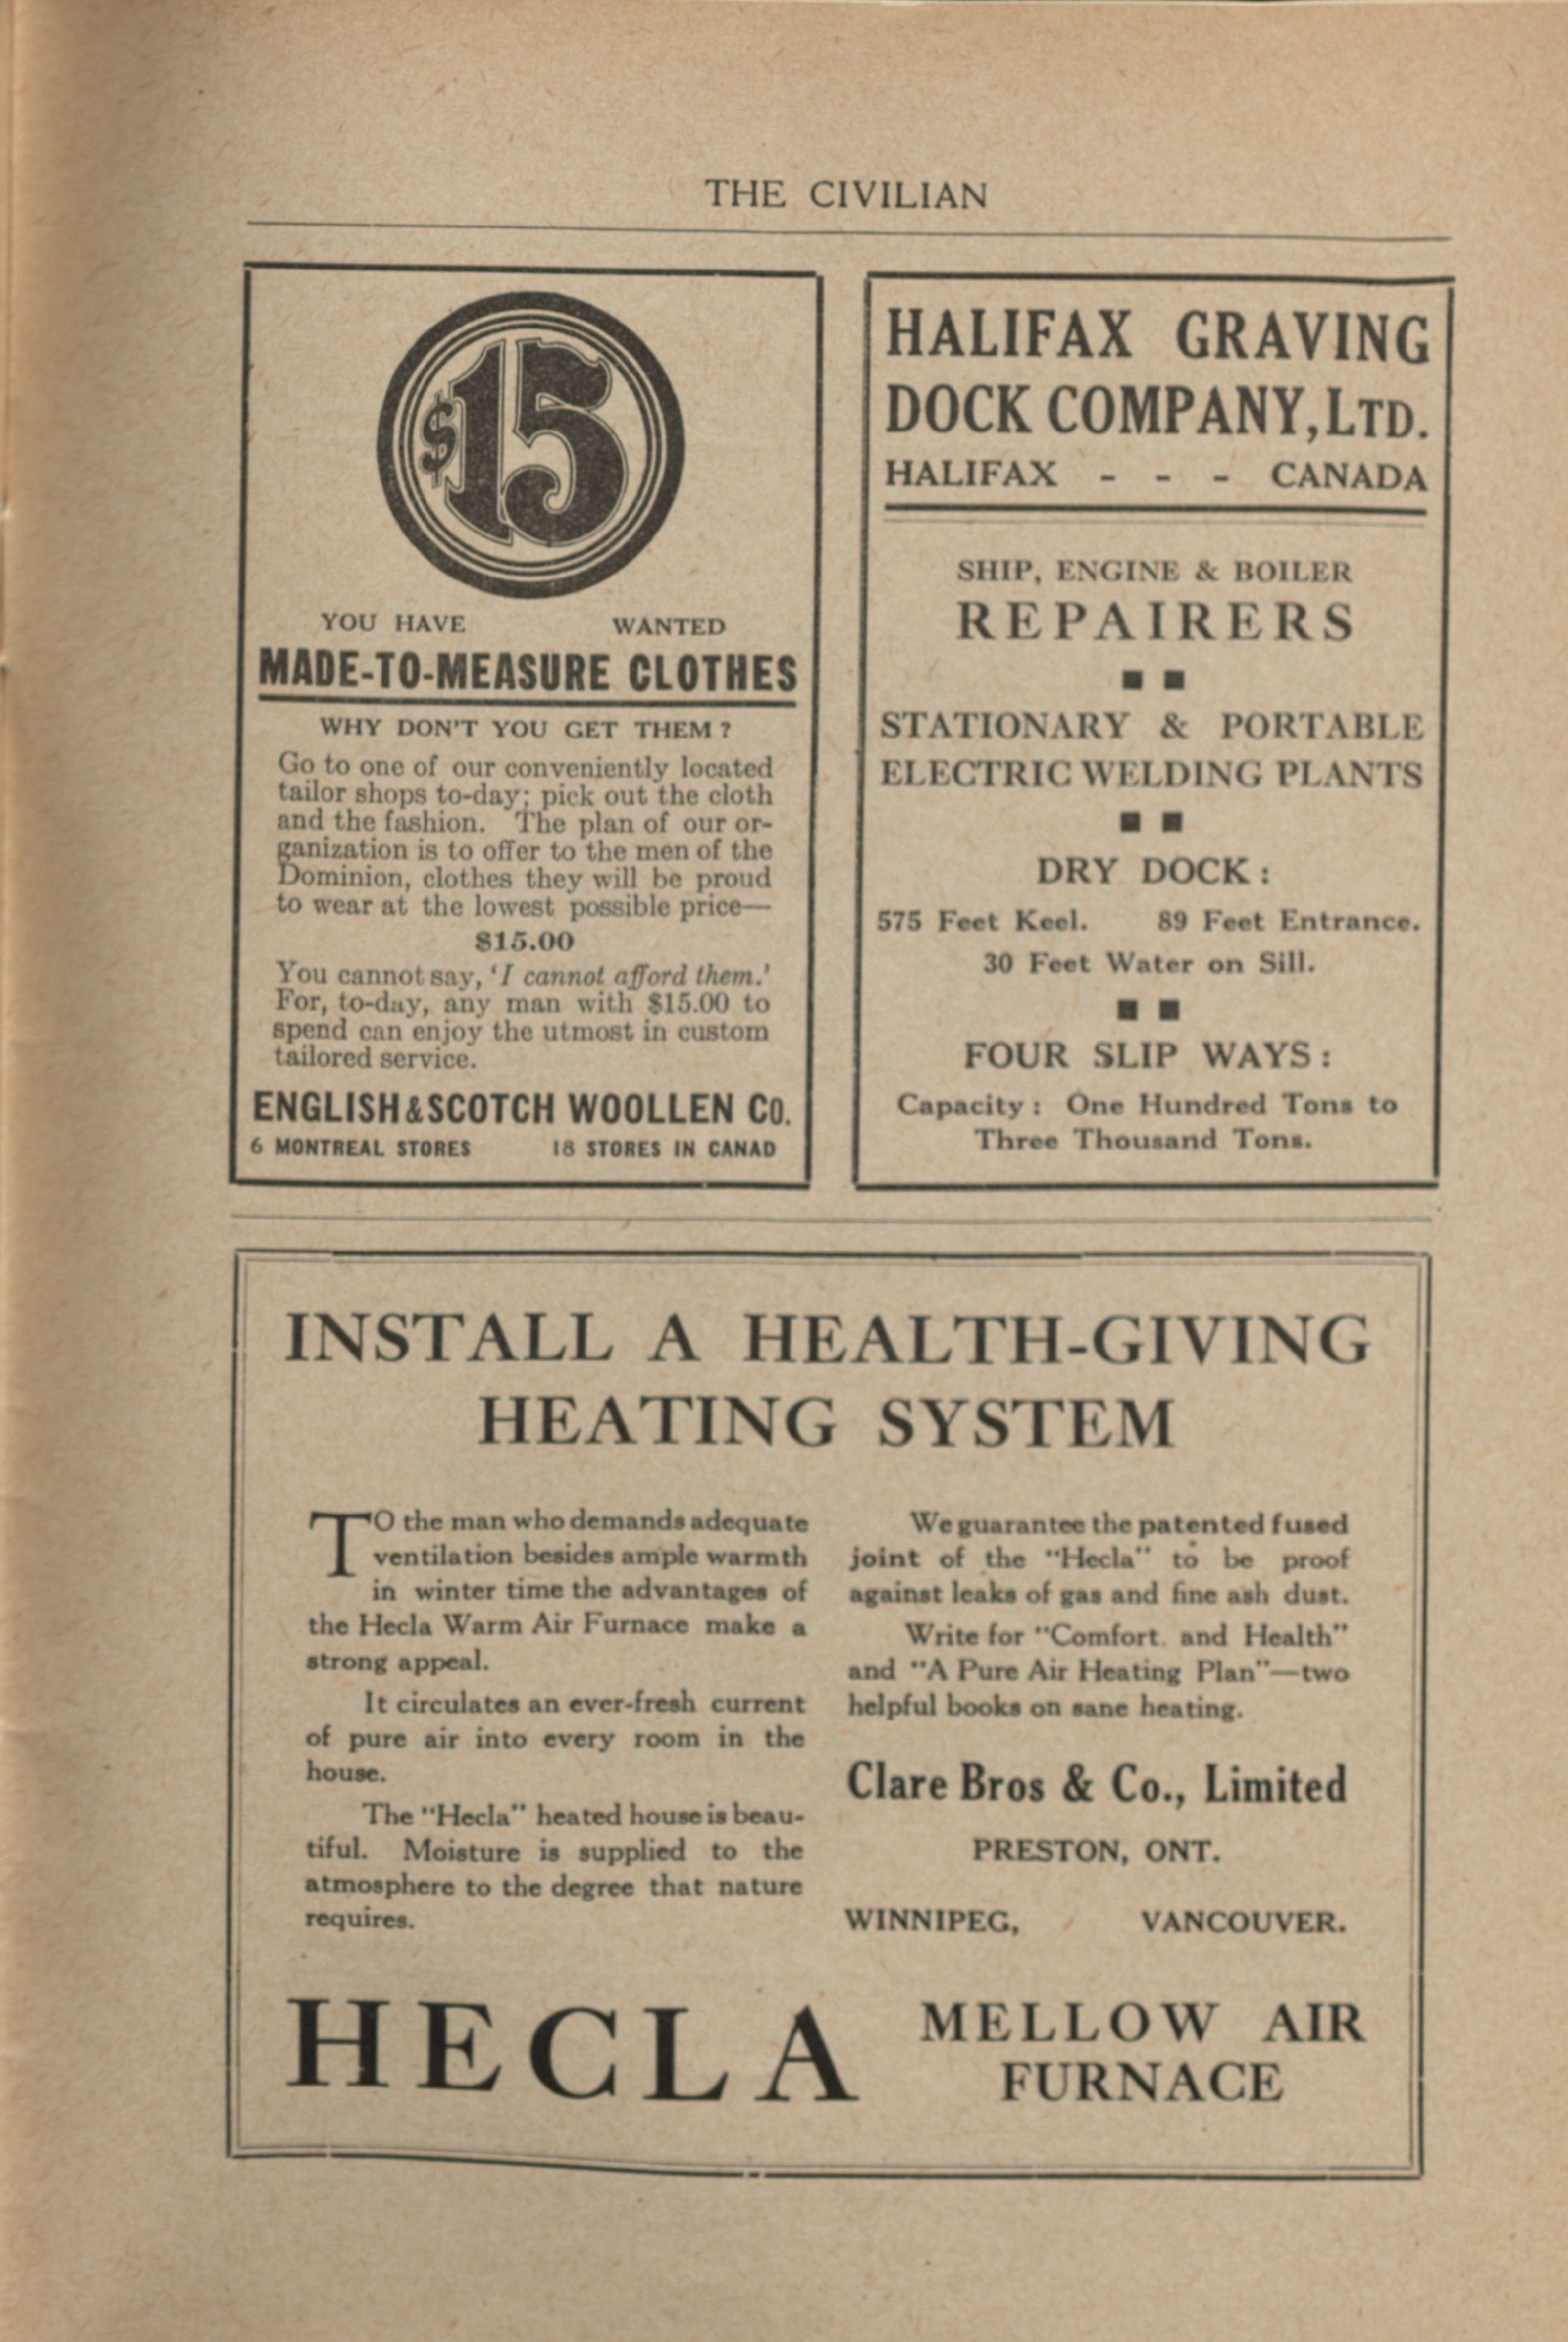 THE CIVILIAN
$15
YOU HAVE WANTED
MADE-TO-MEASURE CLOTHES
WHY DON'T YOU GET THEM?
Go to one of our conveniently located
tailor shops to-day; pick out the cloth
and the fashion. The plan of our or-
ganization is to offer to the men of the
Dominion, clothes they will be proud
to wear at the lowest possible price—
$15.00
You cannot say, 'I cannot afford them.'
For, to-day, any man with $15.00 to
spend can enjoy the utmost in custom
tailored service.
ENGLISH & SCOTCH WOOLLEN CO.
6 MONTREAL STORES 18 STORES IN CANAD
HALIFAX GRAVING
DOCK COMPANY, LTD.
HALIFAX - - - CANADA
SHIP, ENGINE & BOILER
REPAIRERS
STATIONARY & PORTABLE
ELECTRIC WELDING PLANTS
DRY DOCK:
575 Feet Keel. 89 Feet Entrance.
30 Feet Water on Sill.
FOUR SLIP WAYS:
Capacity: One Hundred Tons to
Three Thousand Tons.
INSTALL A HEALTH-GIVING
HEATING SYSTEM
TO the man who demands adequate
ventilation besides ample warmth
in winter time the advantages of
the Hecla Warm Air Furnace make a
strong appeal.
It circulates an ever-fresh current
of pure air into every room in the
house.
The "Hecla" heated house is beau-
tiful. Moisture is supplied to the
atmosphere to the degree that nature
requires.
We guarantee the patented fused
joint of the "Hecla" to be proof
against leaks of gas and fine ash dust.
Write for "Comfort and Health"
and "A Pure Air Heating Plan"—two
helpful books on sane heating.
Clare Bros & Co., Limited
PRESTON, ONT.
WINNIPEG, VANCOUVER.
HECLA MELLOW AIR
FURNACE